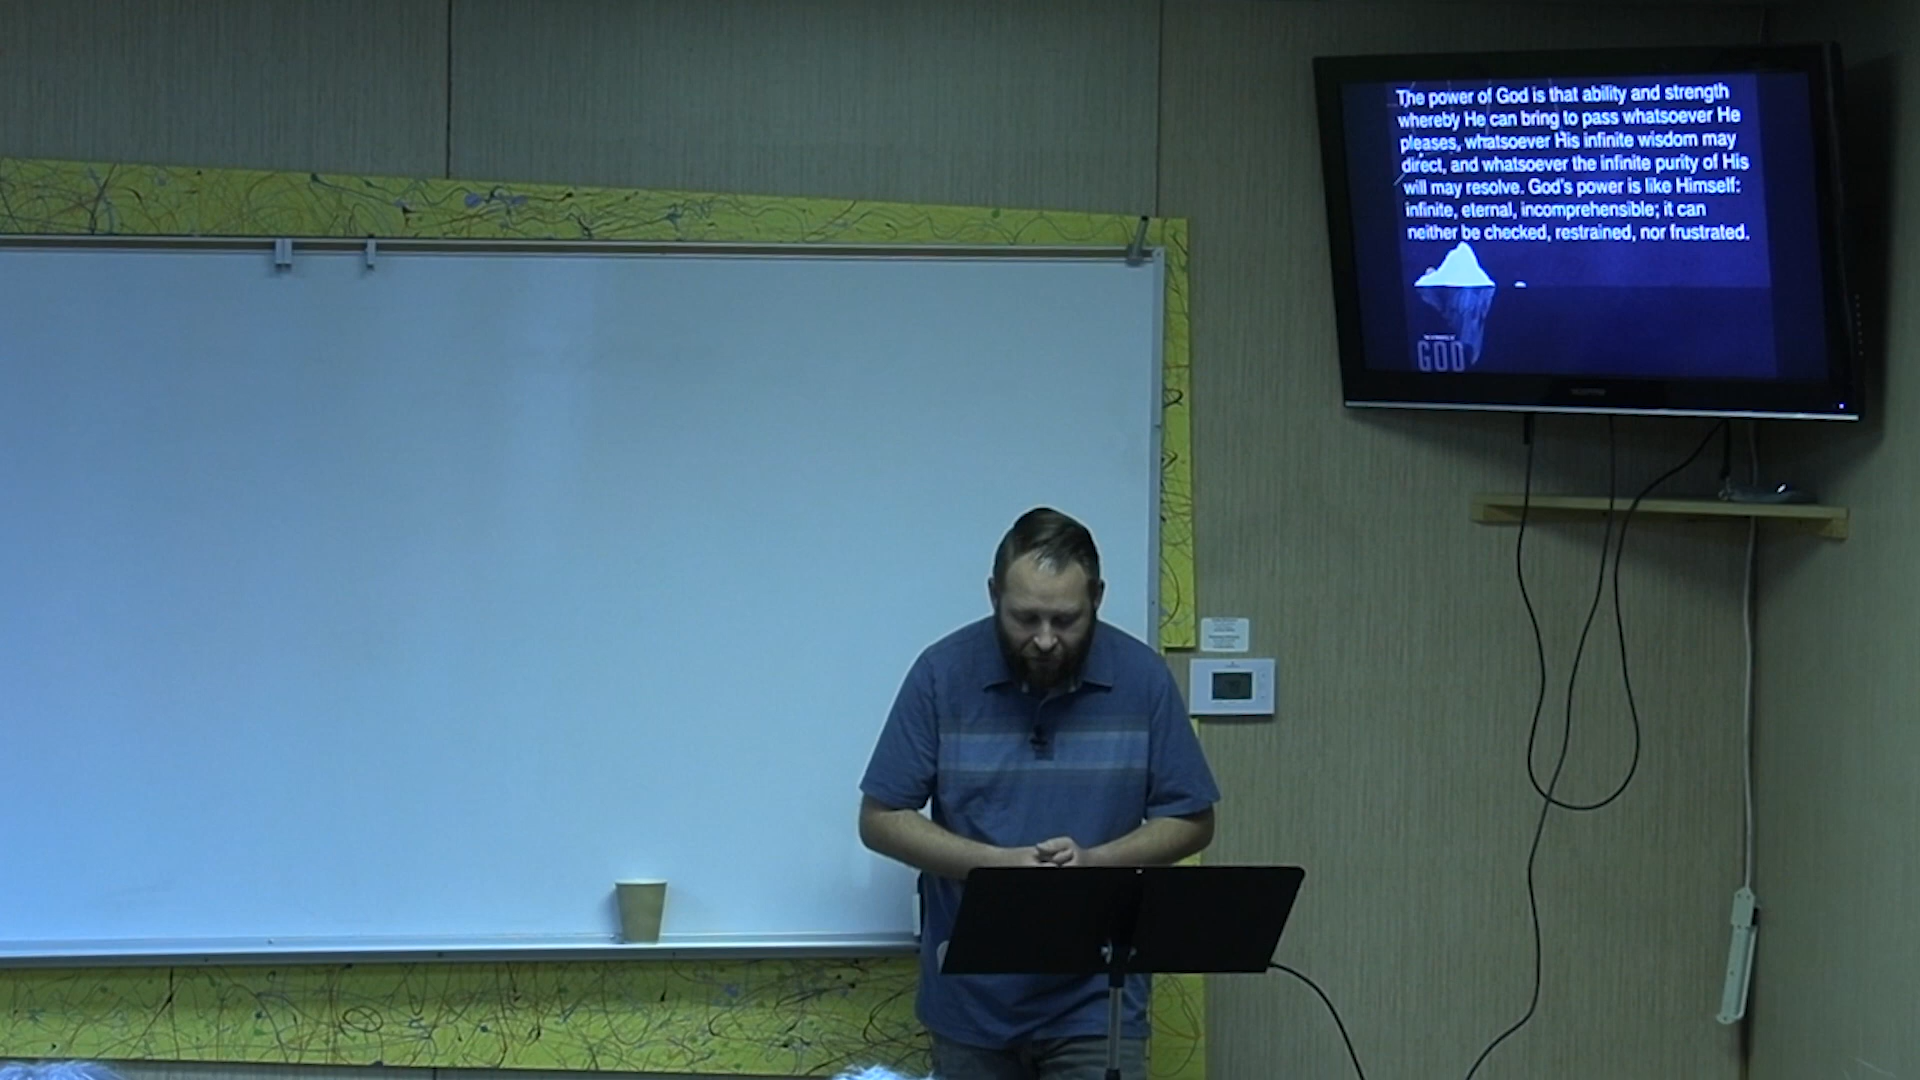 The power of God is that ability and strength
whereby He can bring to pass whatsoever He
pleases, whatsoever His infinite wisdom may
direct, and whatsoever the infinite purity of His
will may resolve. God's power is like Himself:
infinite, eternal, incomprehensible; it can
neither be checked, restrained, nor frustrated.
GOD